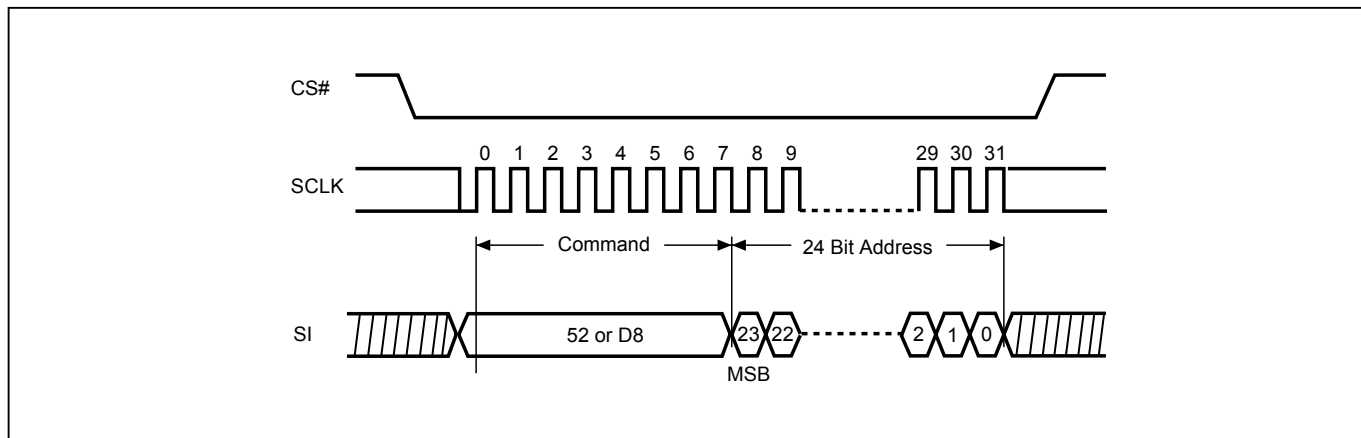 CS#
0 1 2 3 4 5 6 7 8 9 29 30 31
SCLK
Command 24 Bit Address
SI 52 or D8 23 22 2 1 0
MSB